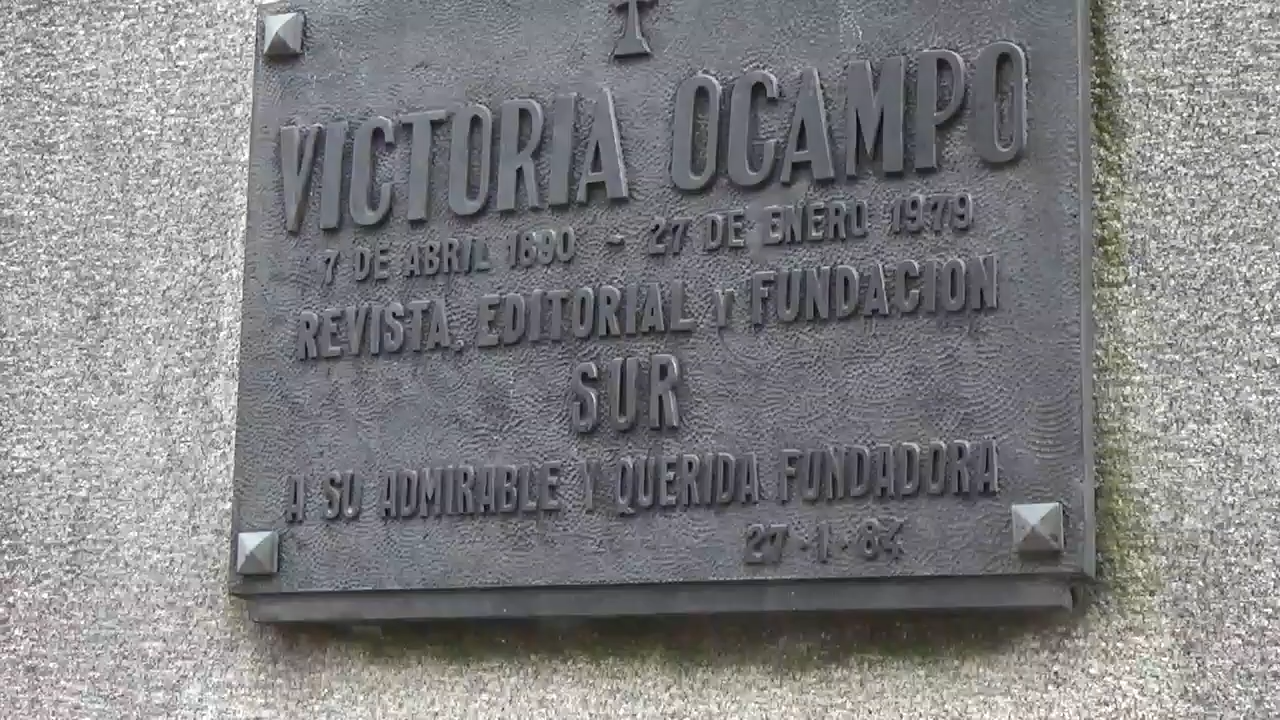 VICTORIA OCAMPO
7 DE ABRIL 1890 - 27 DE ENERO 1979
REVISTA, EDITORIAL Y FUNDACION
SUR
A SU ADMIRABLE Y QUERIDA FUNDADORA
27-1-84